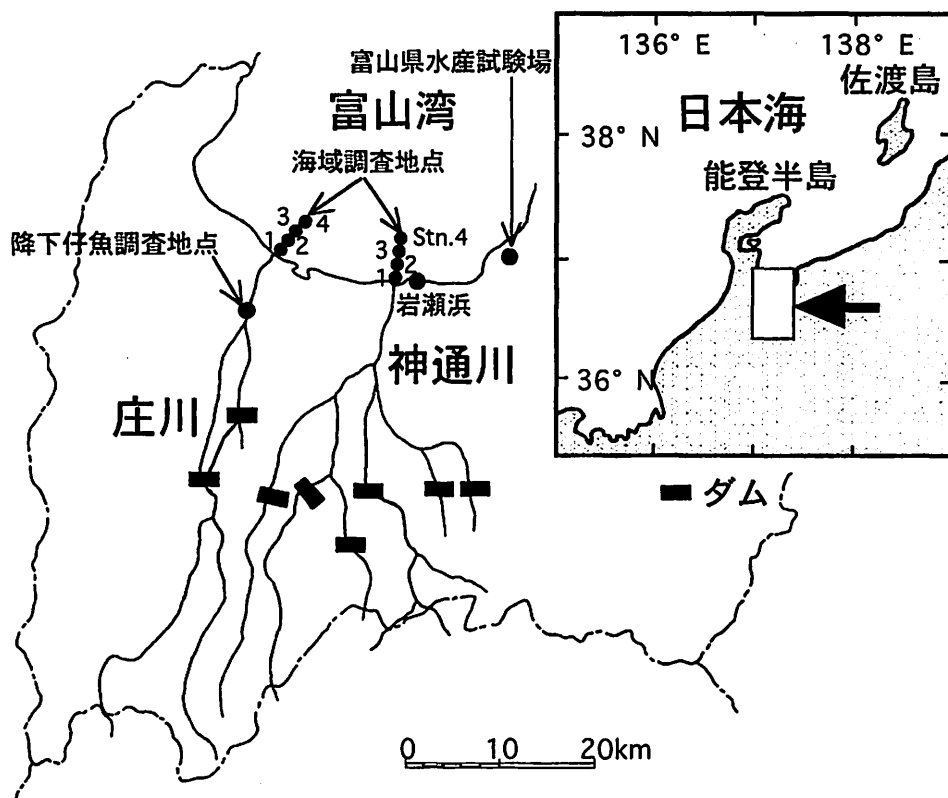 136° E
138° E
佐渡島
日本海
38° N
能登半島
36° N
富山県水産試験場
富山湾
海域調査地点
3
4
1
2
Stn.4
3
2
1
降下仔魚調査地点
岩瀬浜
神通川
庄川
ダム
0 10 20km